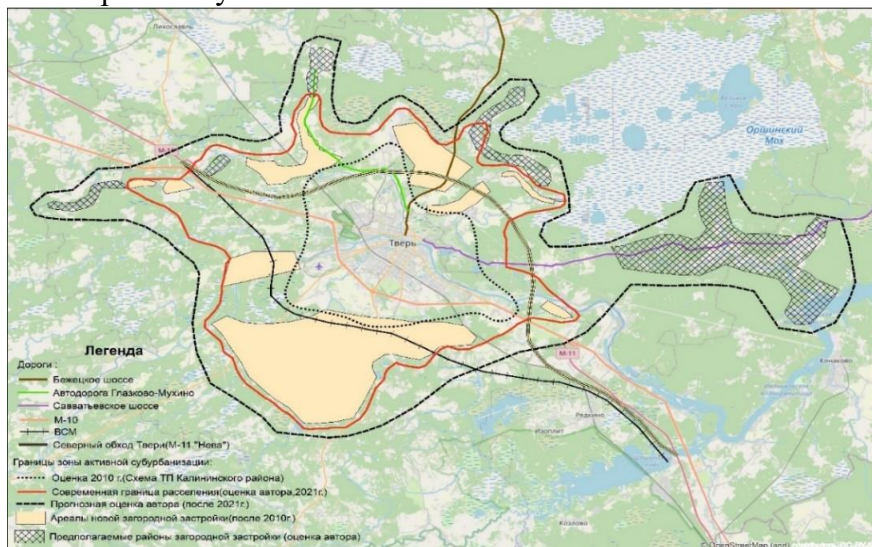 Лихославль
М-10
Оршинский
Мох
Тверь
М-11
Конаково
Редкино
Изоплит
Козлово
Легенда
Дороги :
Бежецкое шоссе
Автодорога Глазково-Мухино
Савватьевское шоссе
М-10
ВСМ
Северный обход Твери(М-11 "Нева")
Границы зоны активной субурбанизации:
Оценка 2010 г.(Схема ТП Калининского района)
Современная граница расселения(оценка автора,2021г.)
Прогнозная оценка автора (после 2021г.)
Ареалы новой загородной застройки(после 2010г.)
Предполагаемые районы загородной застройки (оценка автора)
© OpenStreetMap (and)